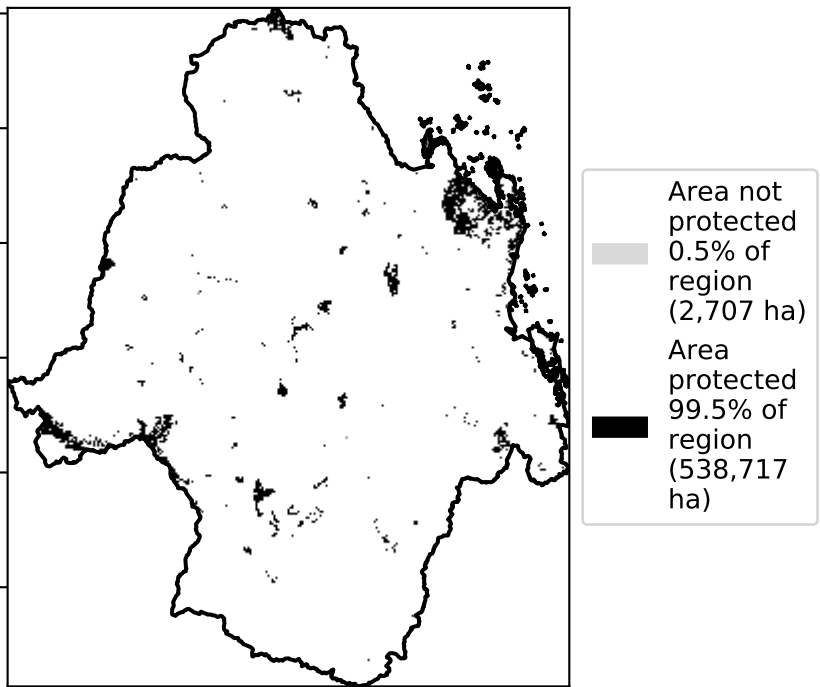 Area not
protected
0.5% of
region
(2,707 ha)
Area
protected
99.5% of
region
(538,717
ha)